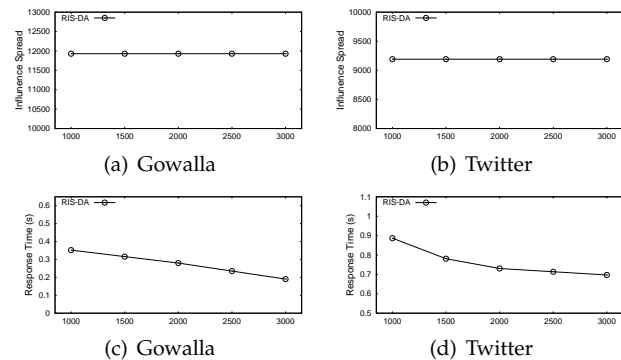 RIS-DA
13000
12500
12000
11500
11000
10500
10000
Influnence Spread
1000 1500 2000 2500 3000
(a) Gowalla
RIS-DA
10000
9500
9000
8500
8000
Influnence Spread
1000 1500 2000 2500 3000
(b) Twitter
RIS-DA
0.6
0.5
0.4
0.3
0.2
0.1
0
Response Time (s)
1000 1500 2000 2500 3000
(c) Gowalla
RIS-DA
1.1
1
0.9
0.8
0.7
0.6
0.5
Response Time (s)
1000 1500 2000 2500 3000
(d) Twitter